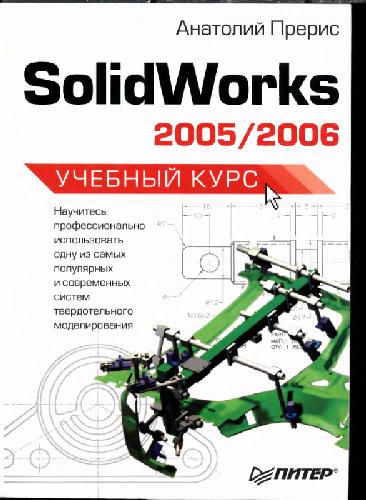 Анатолий Прерис
SolidWorks
2005/2006
УЧЕБНЫЙ КУРС
Научитесь
профессионально
использовать
одну из самых
популярных
и современных
систем
твердотельного
моделирования
ПИТЕР®